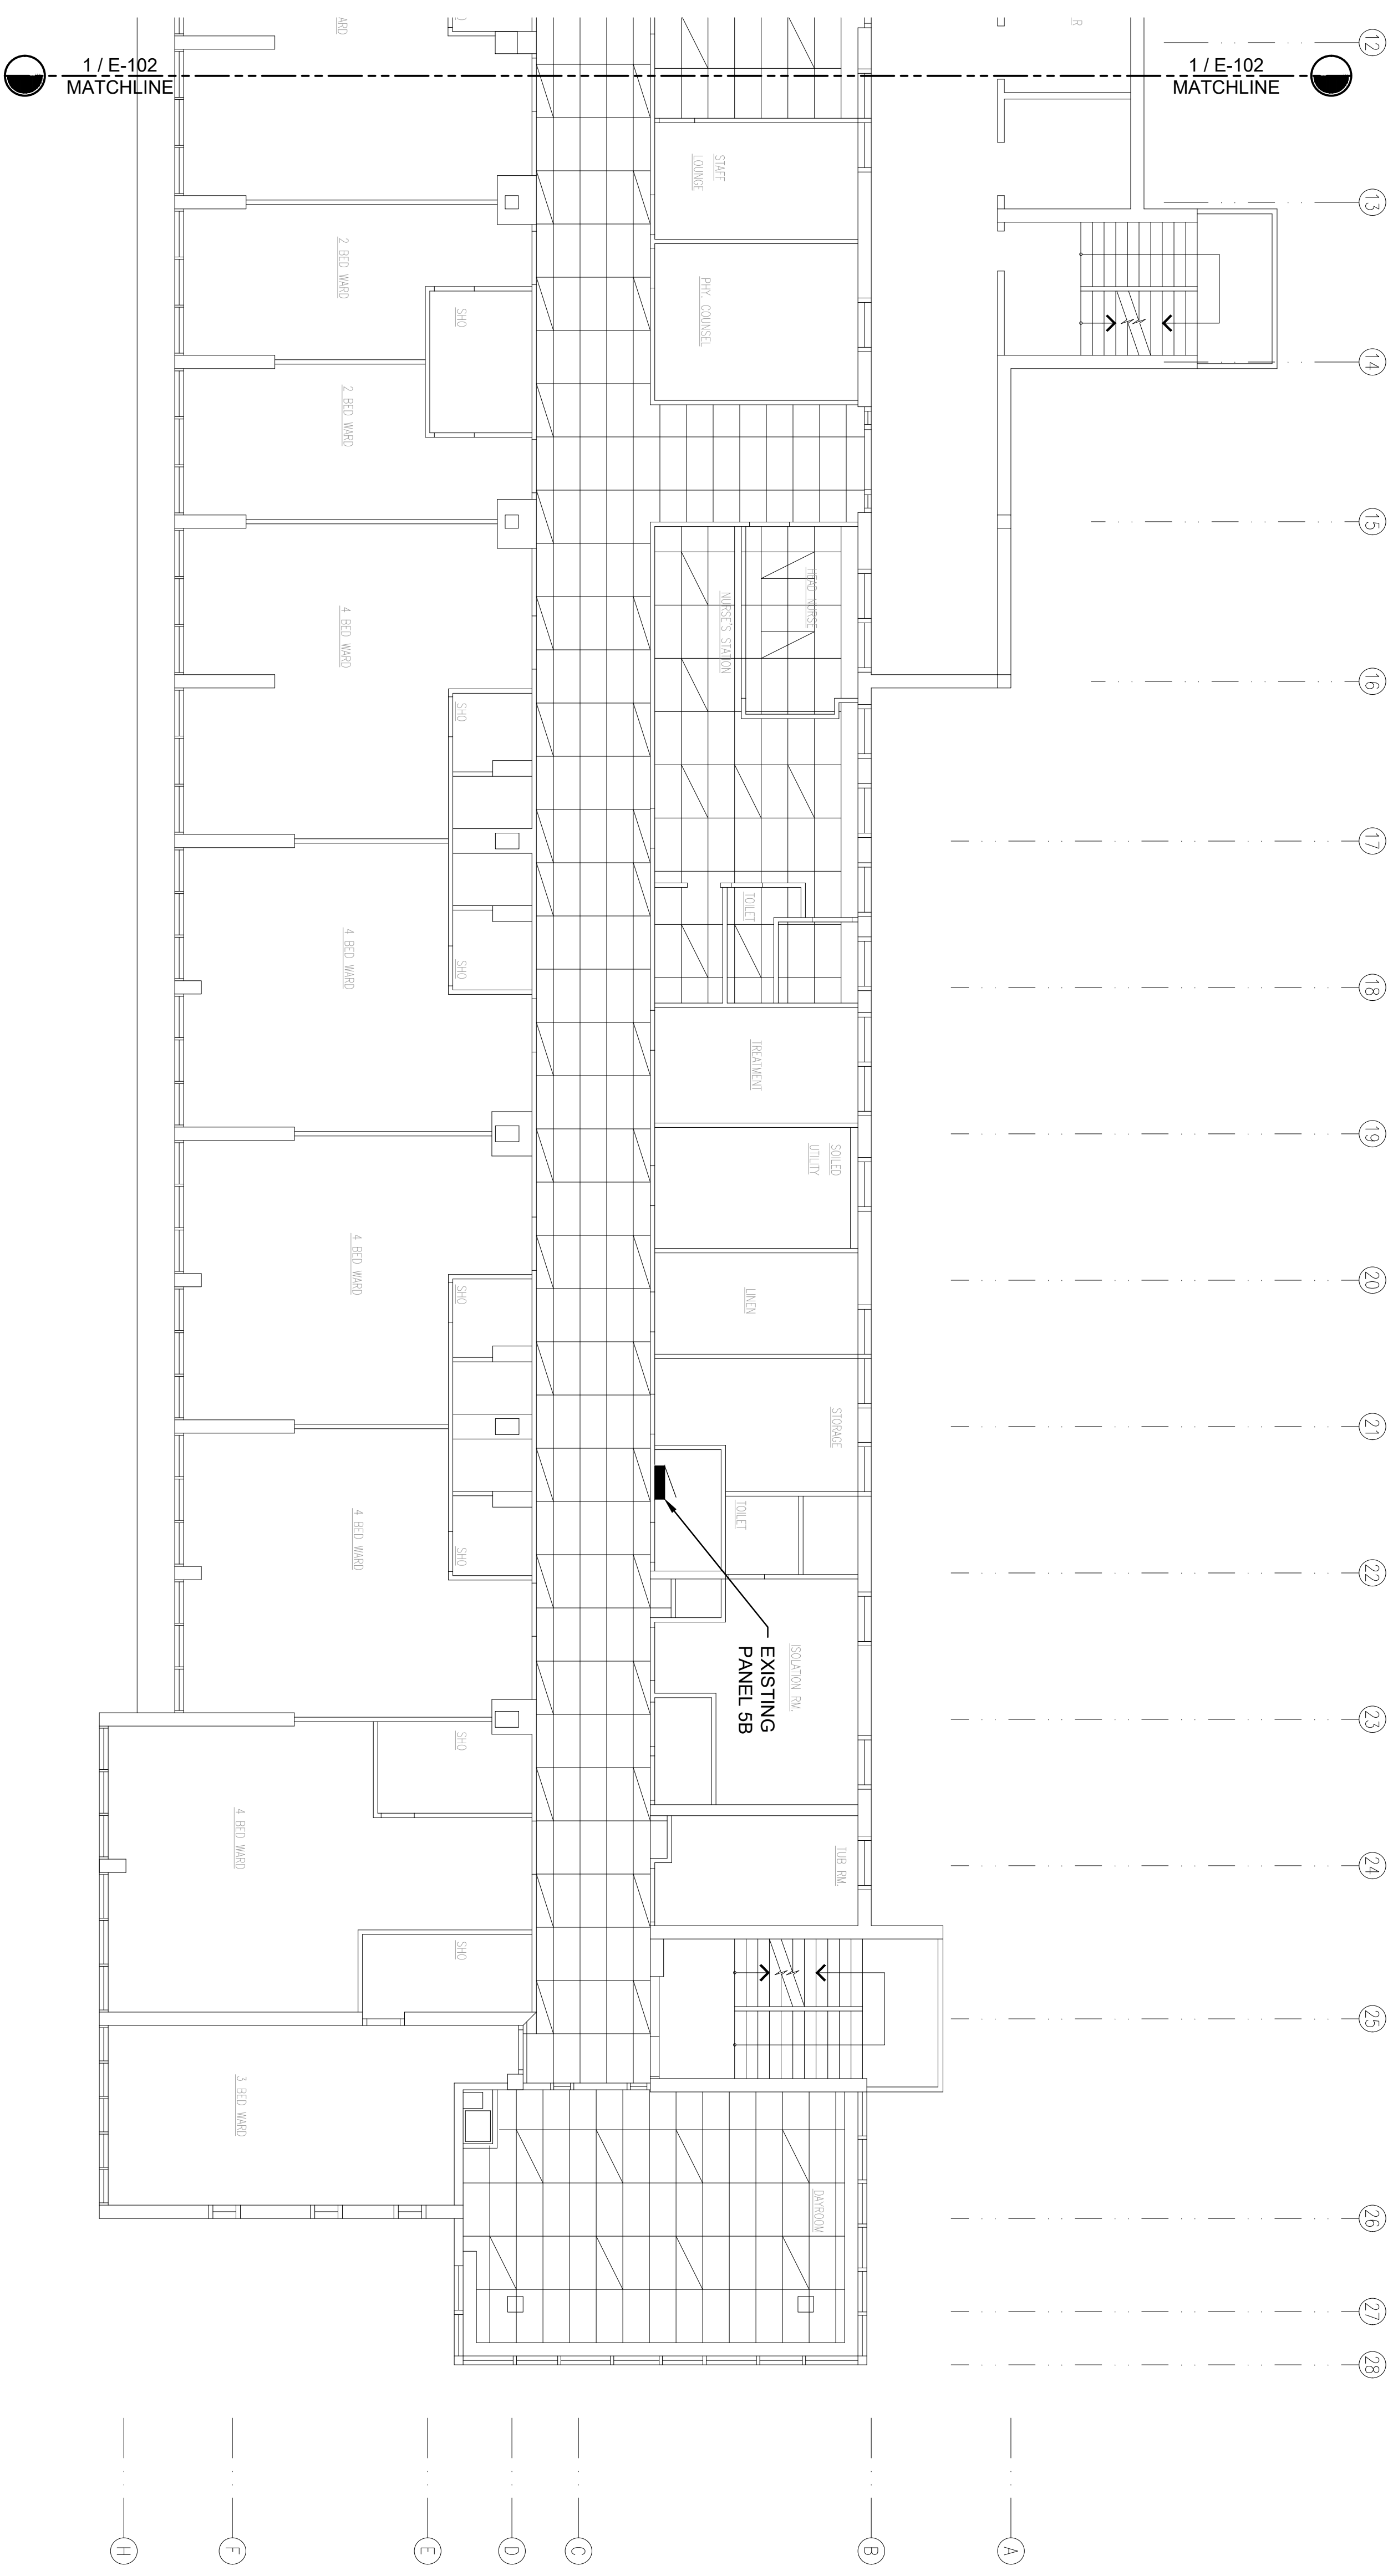 12
1 / E-102
MATCHLINE
1 / E-102
MATCHLINE
ARD
R
13
STAFF
LOUNGE
2 BED WARD
SHO
PHY. COUNSEL
14
2 BED WARD
15
HEAD NURSE
NURSE'S STATION
4 BED WARD
16
SHO
17
TOILET
4 BED WARD
SHO
18
TREATMENT
19
SOILED
UTILITY
4 BED WARD
SHO
20
LINEN
STORAGE
21
TOILET
4 BED WARD
SHO
22
EXISTING
PANEL 5B
ISOLATION RM.
23
SHO
4 BED WARD
TUB RM.
24
SHO
25
3 BED WARD
DAYROOM
26
27
28
H
F
E
D
C
B
A